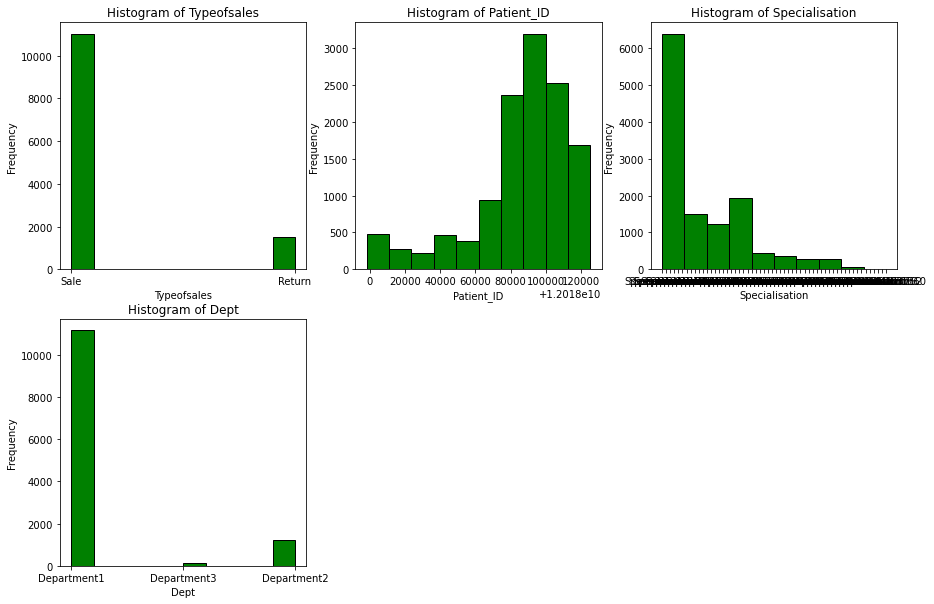 Histogram of Typeofsales
10000
8000
6000
4000
2000
0
Frequency
Sale
Return
Typeofsales
Histogram of Patient_ID
3000
2500
2000
1500
1000
500
0
Frequency
0 20000 40000 60000 80000 100000 120000
+1.2018e10
Patient_ID
Histogram of Specialisation
6000
5000
4000
3000
2000
1000
0
Frequency
Specialisation
Histogram of Dept
10000
8000
6000
4000
2000
0
Frequency
Department1
Department3
Department2
Dept